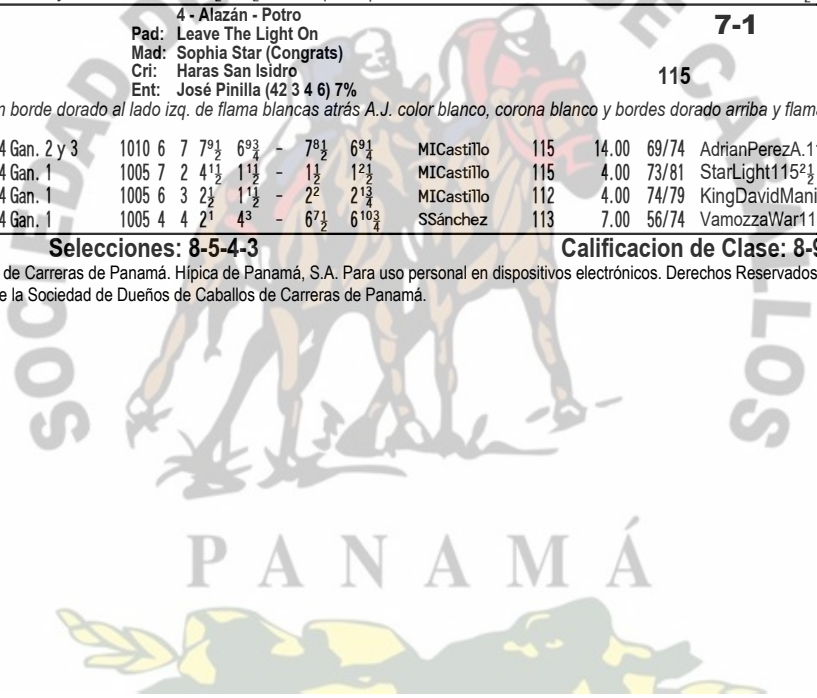 4 - Alazán - Potro
7-1
Pad: Leave The Light On
Mad: Sophia Star (Congrats)
Cri: Haras San Isidro
115
Ent: José Pinilla (42 3 4 6) 7%
n borde dorado al lado izq. de flama blancas atrás A.J. color blanco, corona blanco y bordes dorado arriba y flama
4 Gan. 2 y 3 1010 6 7 7 9½ 6 9¾ - 7 8½ 6 9¼ MICastillo 115 14.00 69/74 AdrianPerezA.1
4 Gan. 1 1005 7 2 4 1½ 1 1½ - 1 ½ 1 2½ MICastillo 115 4.00 73/81 StarLight115 2½
4 Gan. 1 1005 6 3 2 ½ 1 1½ - 2 2 2 1¾ MICastillo 112 4.00 74/79 KingDavidMani
4 Gan. 1 1005 4 4 2 1 4 3 - 6 7½ 6 10¾ SSánchez 113 7.00 56/74 VamozzaWar11
Selecciones: 8-5-4-3 Calificacion de Clase: 8-9
de Carreras de Panamá. Hípica de Panamá, S.A. Para uso personal en dispositivos electrónicos. Derechos Reservados
e la Sociedad de Dueños de Caballos de Carreras de Panamá.
SOCIEDAD D
E CABALLOS
PANAMÁ